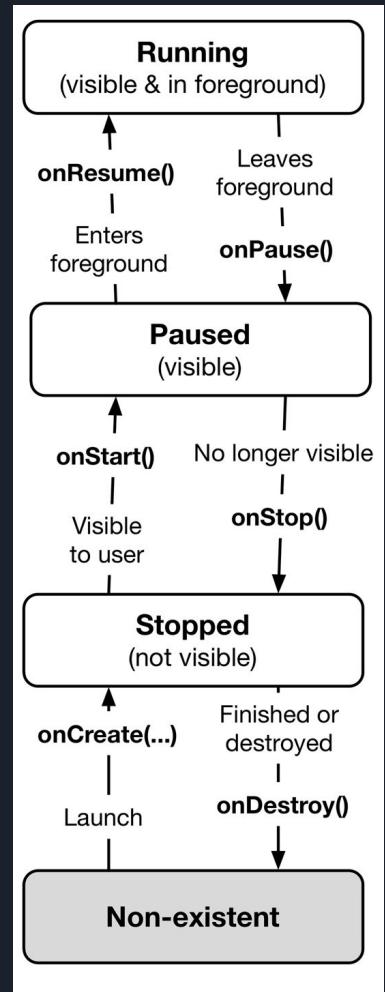 Running
(visible & in foreground)
onResume()
Leaves
foreground
Enters
foreground
onPause()
Paused
(visible)
onStart()
No longer visible
onStop()
Visible
to user
Stopped
(not visible)
onCreate(...)
Finished or
destroyed
Launch
onDestroy()
Non-existent